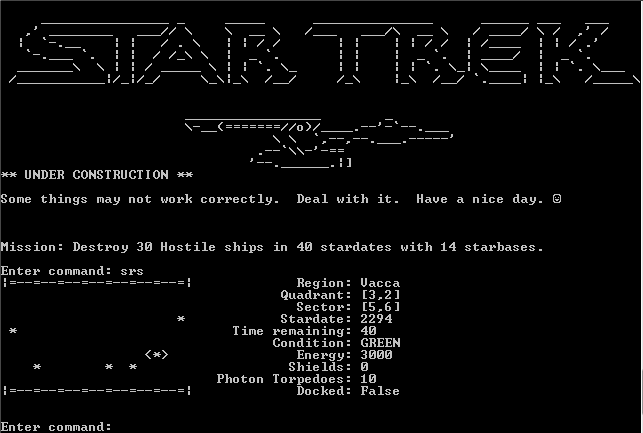 STAR TREK
** UNDER CONSTRUCTION **
Some things may not work correctly.  Deal with it.  Have a nice day. ☺
Mission: Destroy 30 Hostile ships in 40 stardates with 14 starbases.
Enter command: srs
|=--=--=--=--=--=--=--=| Region: Vacca
Quadrant: [3,2]
Sector: [5,6]
* Stardate: 2294
* Time remaining: 40
Condition: GREEN
<*> Energy: 3000
* * * Shields: 0
Photon Torpedoes: 10
|=--=--=--=--=--=--=--=| Docked: False
Enter command: